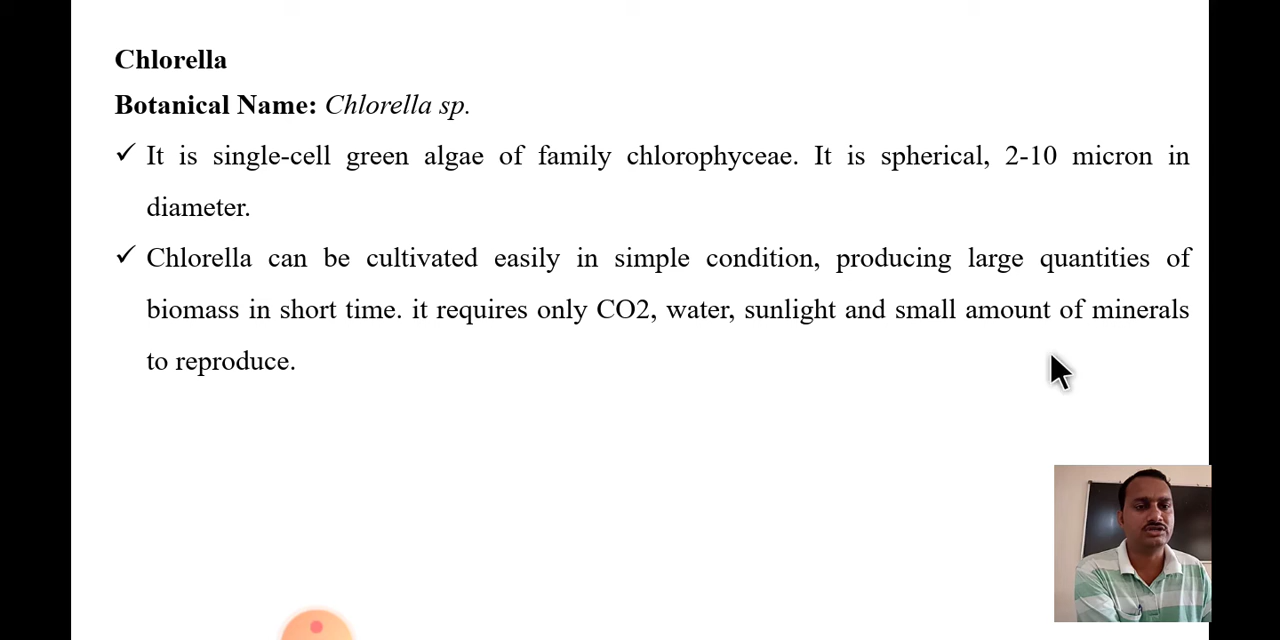 Chlorella
Botanical Name: Chlorella sp.
✓ It is single-cell green algae of family chlorophyceae. It is spherical, 2-10 micron in
diameter.
✓ Chlorella can be cultivated easily in simple condition, producing large quantities of
biomass in short time. it requires only CO2, water, sunlight and small amount of minerals
to reproduce.